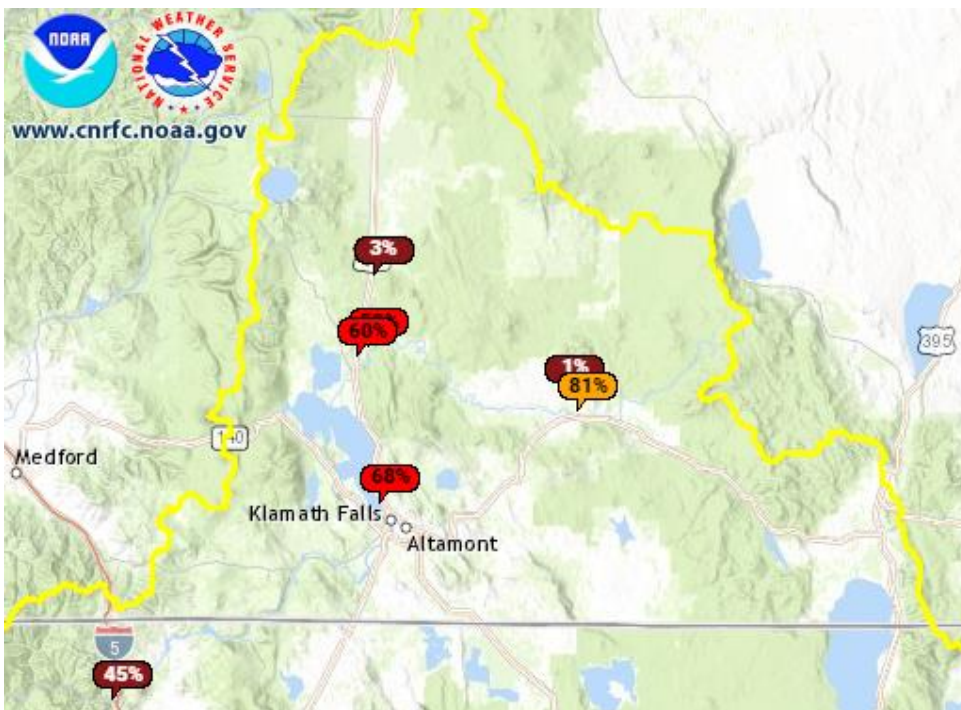 NOAA
NATIONAL WEATHER SERVICE
www.cnrfc.noaa.gov
3%
60%
395
1%
81%
140
Medford
68%
Klamath Falls
Altamont
5
45%